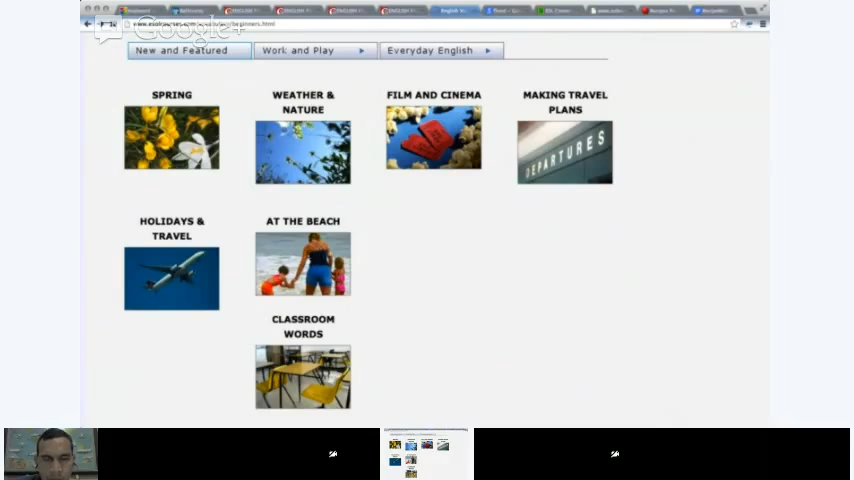 Google+
New and Featured
Work and Play
Everyday English
SPRING
WEATHER &
NATURE
FILM AND CINEMA
MAKING TRAVEL
PLANS
DEPARTURES
HOLIDAYS &
TRAVEL
AT THE BEACH
CLASSROOM
WORDS